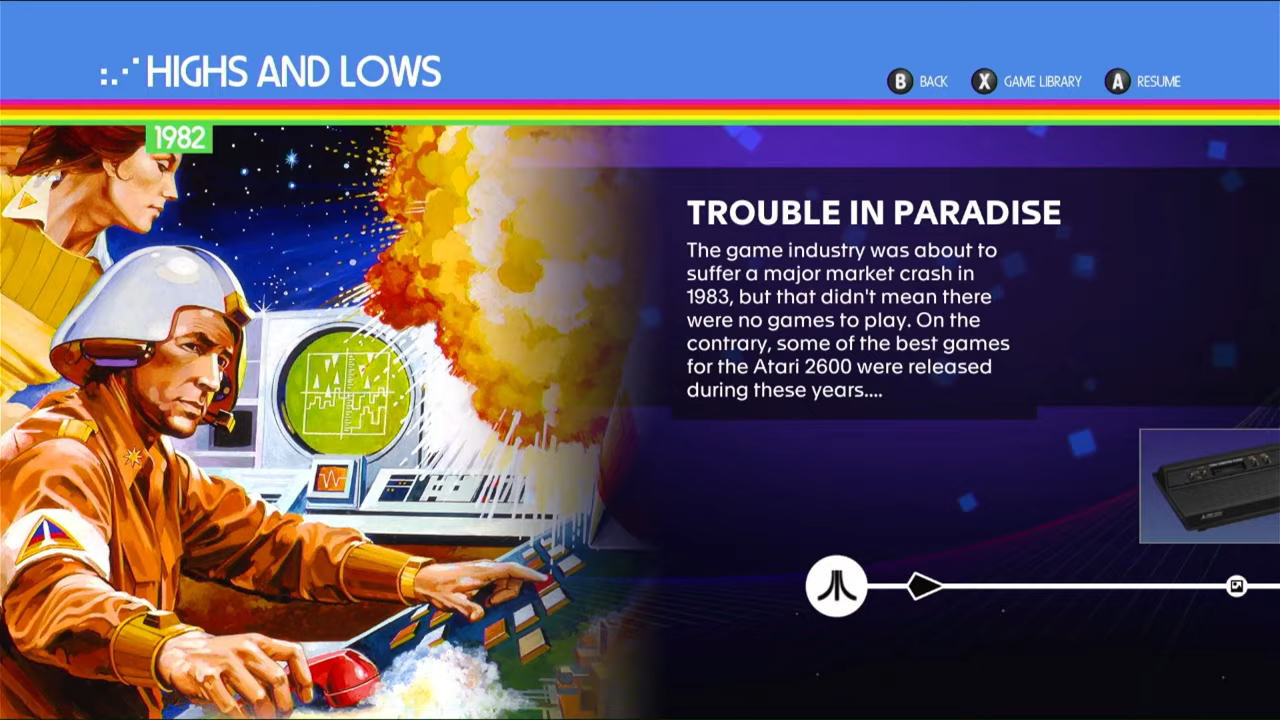 HIGHS AND LOWS
B BACK X GAME LIBRARY A RESUME
1982
TROUBLE IN PARADISE
The game industry was about to
suffer a major market crash in
1983, but that didn't mean there
were no games to play. On the
contrary, some of the best games
for the Atari 2600 were released
during these years....